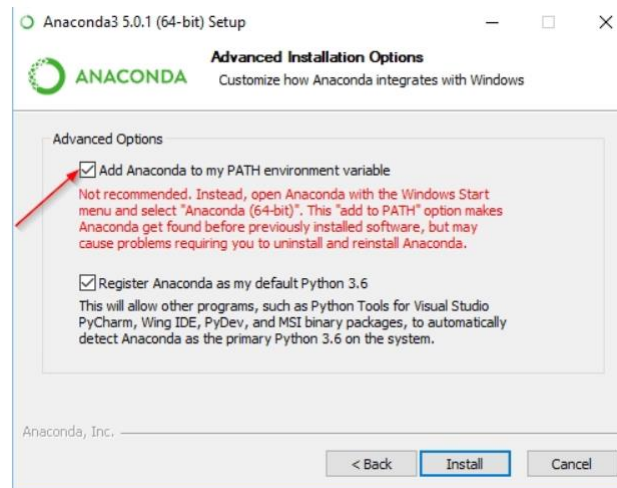 Anaconda3 5.0.1 (64-bit) Setup
ANACONDA
Advanced Installation Options
Customize how Anaconda integrates with Windows
Advanced Options
Add Anaconda to my PATH environment variable
Not recommended. Instead, open Anaconda with the Windows Start
menu and select "Anaconda (64-bit)". This "add to PATH" option makes
Anaconda get found before previously installed software, but may
cause problems requiring you to uninstall and reinstall Anaconda.
Register Anaconda as my default Python 3.6
This will allow other programs, such as Python Tools for Visual Studio
PyCharm, Wing IDE, PyDev, and MSI binary packages, to automatically
detect Anaconda as the primary Python 3.6 on the system.
Anaconda, Inc.
< Back Install Cancel